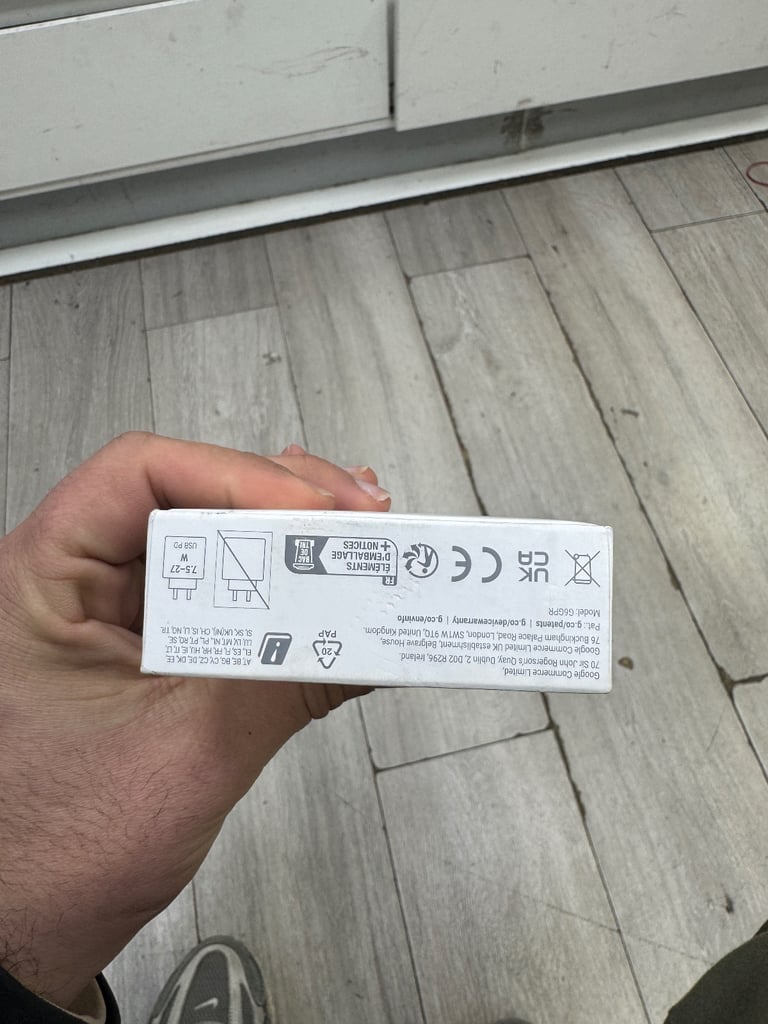 Google Commerce Limited,
70 Sir John Rogerson's Quay, Dublin 2, D02 R296, Ireland.
Google Commerce Limited UK establishment, Belgrave House,
76 Buckingham Palace Road, London, SW1W 9TQ, United Kingdom.
Pat.: g.co/patents | g.co/devicewarranty | g.co/envinfo
Model: G6GPR
20
PAP
AT, BE, BG, CY, CZ, DE, DK, EE,
EL, ES, FI, FR, HR, HU, IE, IT, LT,
LU, LV, MT, NL, PL, PT, RO, SE,
SI, SK, UK(NI), CH, IS, LI, NO, TR.
UK
CA
CE
FR
ÉLÉMENTS
D'EMBALLAGE
+ NOTICES
BAC
DE
TRI
7.5–27
W
USB PD